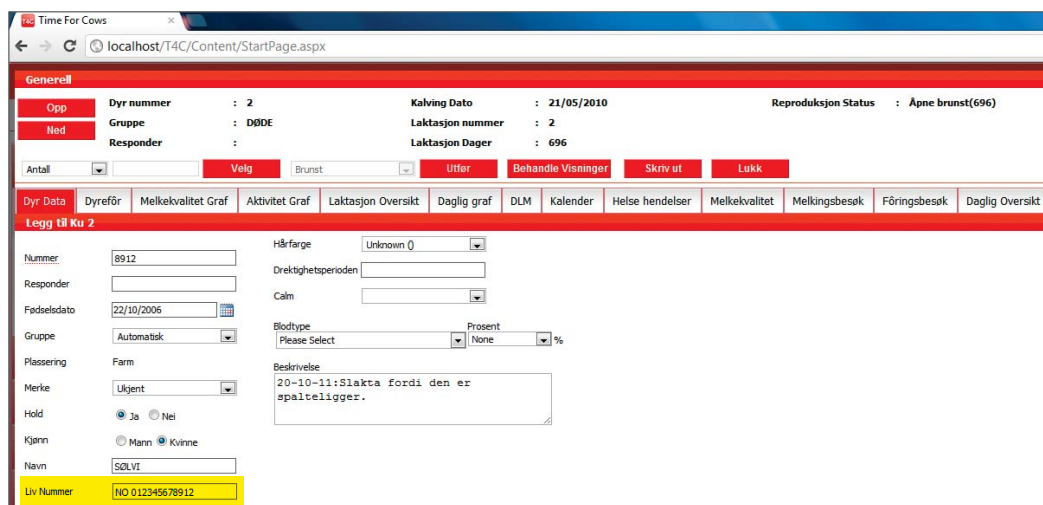 T4C Time For Cows ×
localhost/T4C/Content/StartPage.aspx
Generell
Opp
Ned
Dyr nummer : 2
Gruppe : DØDE
Responder :
Kalving Dato : 21/05/2010
Laktasjon nummer : 2
Laktasjon Dager : 696
Reproduksjon Status : Åpne brunst(696)
Antall Velg Brunst Utfør Behandle Visninger Skriv ut Lukk
Dyr Data Dyrefôr Melkekvalitet Graf Aktivitet Graf Laktasjon Oversikt Daglig graf DLM Kalender Helse hendelser Melkekvalitet Melkingsbesøk Fôringsbesøk Daglig Oversikt
Legg til Ku 2
Nummer 8912
Responder
Fødselsdato 22/10/2006
Gruppe Automatisk
Plassering Farm
Merke Ukjent
Hold Ja Nei
Kjønn Mann Kvinne
Navn SØLVI
Liv Nummer NO 012345678912
Hårfarge Unknown ()
Drektighetsperioden
Calm
Blodtype Prosent
Please Select None %
Beskrivelse
20-10-11:Slakta fordi den er
spalteligger.